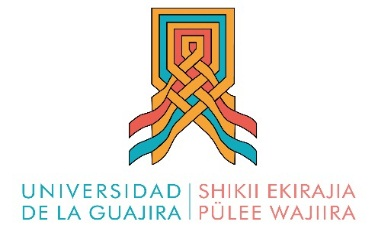 UNIVERSIDAD | SHIKII EKIRAJIA
DE LA GUAJIRA | PÜLEE WAJIIRA